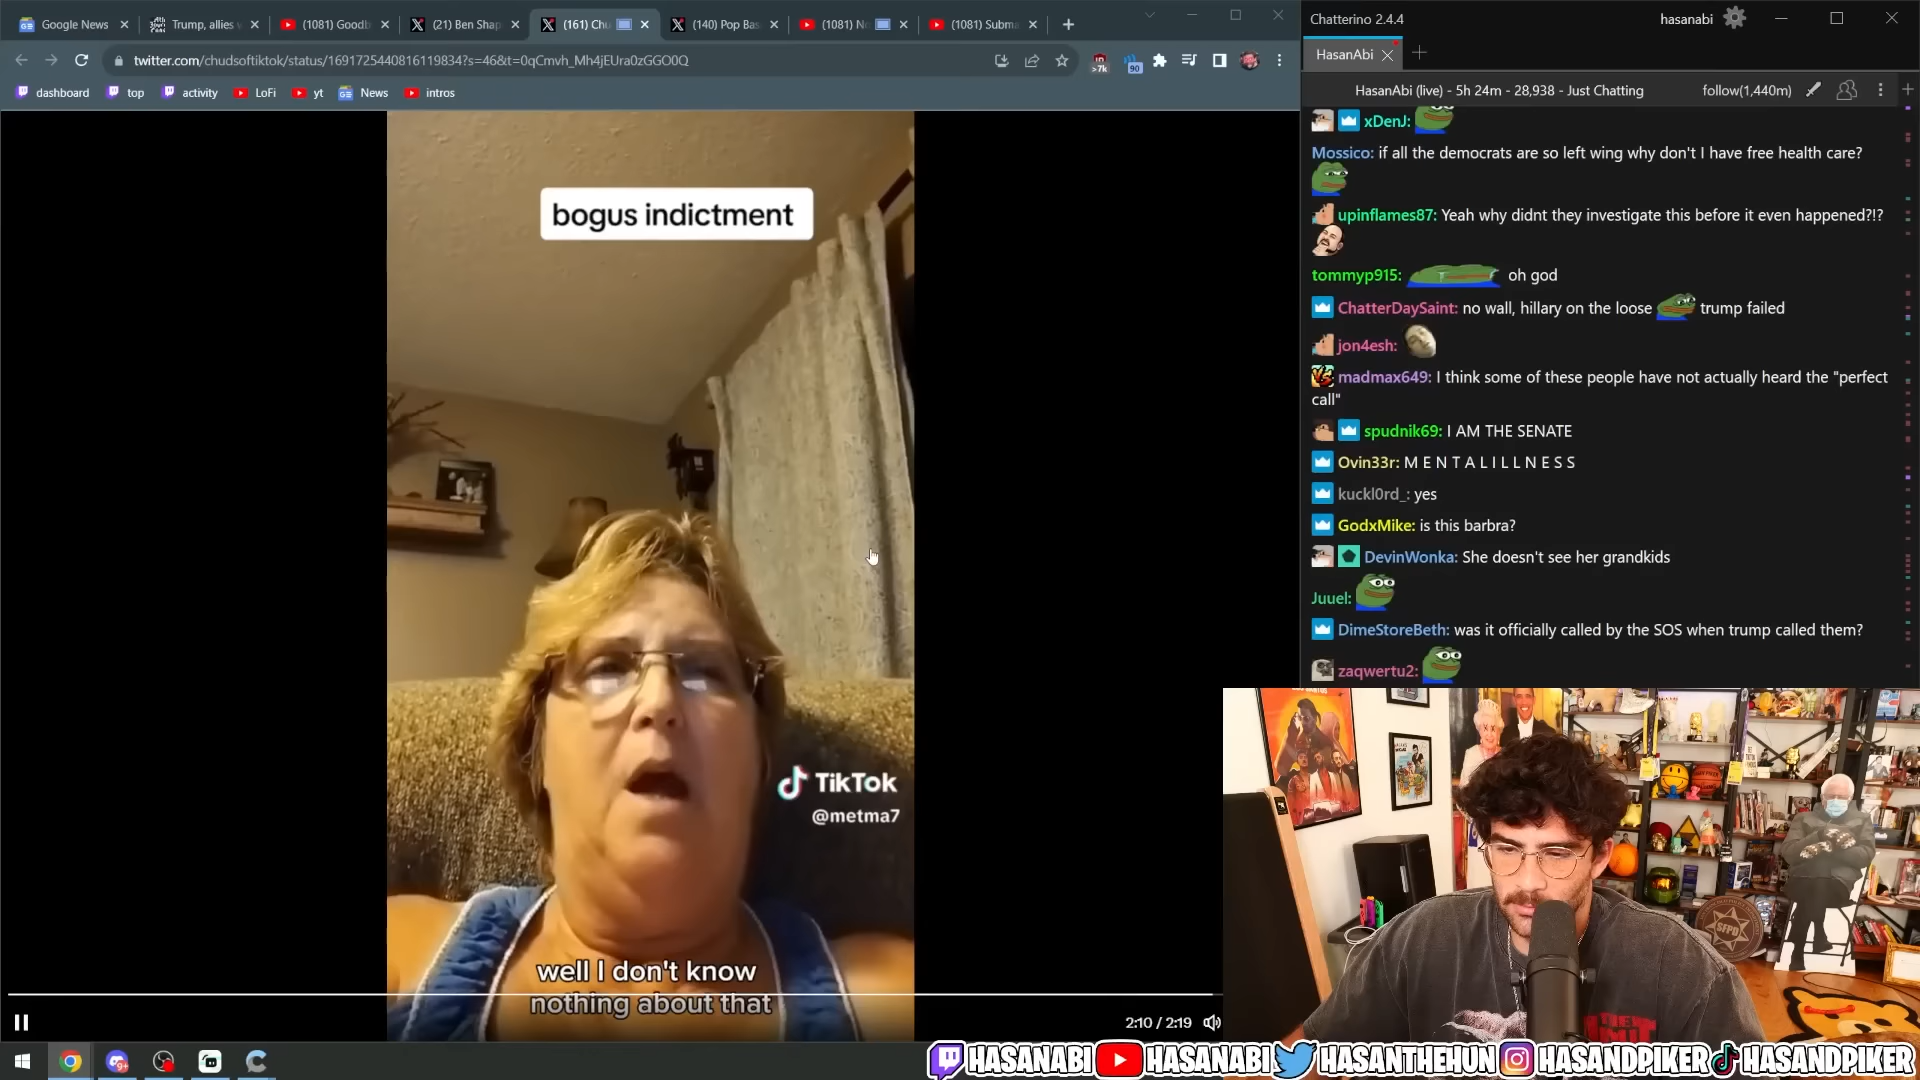 Google News
Trump, allies v
(1081) Goodb
(21) Ben Shap
(161) Chu
(140) Pop Bas
(1081) N
(1081) Subma
twitter.com/chudsoftiktok/status/1691725440816119834?s=46&t=0qCmvh_Mh4jEUra0zGGO0Q
>7k
90
dashboard
top
activity
LoFi
yt
News
intros
bogus indictment
TikTok
@metma7
well I don't know
nothing about that
2:10 / 2:19
Chatterino 2.4.4
hasanabi
HasanAbi
HasanAbi (live) - 5h 24m - 28,938 - Just Chatting
follow(1,440m)
xDenJ:
Mossico: if all the democrats are so left wing why don't I have free health care?
upinflames87: Yeah why didnt they investigate this before it even happened?!?
tommyp915: oh god
ChatterDaySaint: no wall, hillary on the loose trump failed
jon4esh:
madmax649: I think some of these people have not actually heard the "perfect
call"
spudnik69: I AM THE SENATE
Ovin33r: M E N T A L I L L N E S S
kuckl0rd_: yes
GodxMike: is this barbra?
DevinWonka: She doesn't see her grandkids
Juuel:
DimeStoreBeth: was it officially called by the SOS when trump called them?
zaqwertu2:
SFPD
HASANABI
HASANABI
HASANTHEHUN
HASANDPIKER
HASANDPIKER